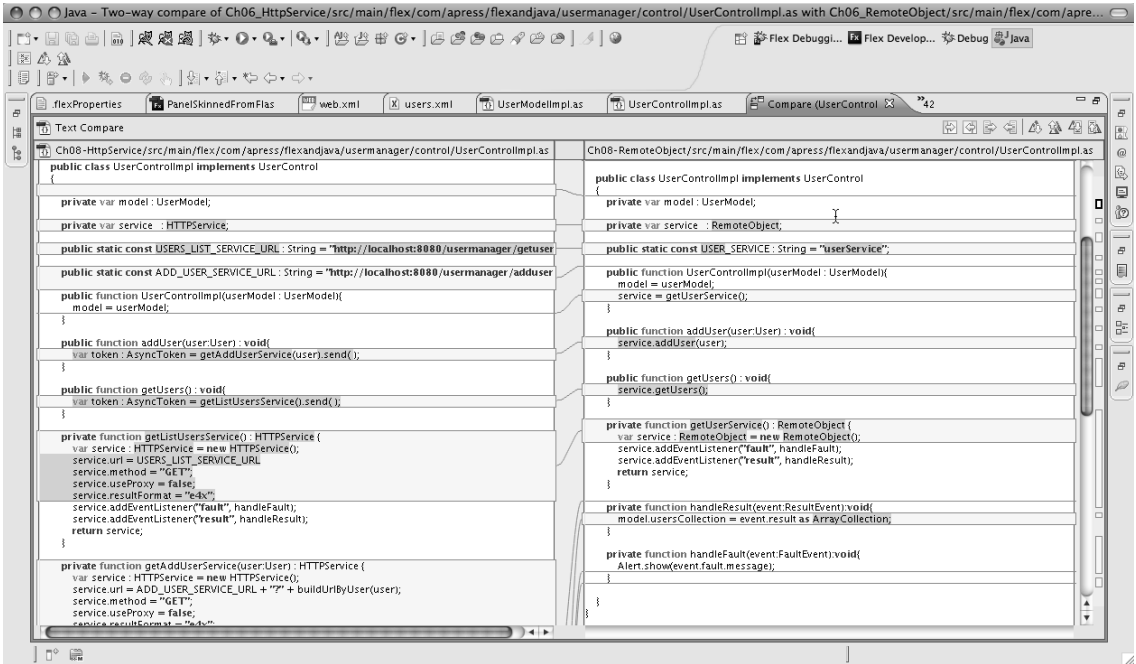 Java – Two-way compare of Ch06_HttpService/src/main/flex/com/apress/flexandjava/usermanager/control/UserControl.as with Ch06_RemoteObject/src/main/flex/com/apre...
Flex Debuggi... Flex Develop... Debug Java
.flexProperties PanelSkinnedFromFlas web.xml users.xml UserModelImpl.as UserControlImpl.as Compare (UserControl 42
Text Compare
Ch08-HttpService/src/main/flex/com/apress/flexandjava/usermanager/control/UserControlImpl.as
public class UserControlImpl implements UserControl
{
private var model : UserModel;
private var service : HTTPService;
public static const USERS_LIST_SERVICE_URL : String = "http://localhost:8080/usermanager/getuser
public static const ADD_USER_SERVICE_URL : String = "http://localhost:8080/usermanager/adduser
public function UserControlImpl(userModel : UserModel){
model = userModel;
}
public function addUser(user:User) : void{
var token : AsyncToken = getAddUserService(user).send( );
}
public function getUsers() : void{
var token : AsyncToken = getListUsersService().send( );
}
private function getListUsersService() : HTTPService {
var service : HTTPService = new HTTPService();
service.url = USERS_LIST_SERVICE_URL
service.method = "GET";
service.useProxy = false;
service.resultFormat = "e4x";
service.addEventListener("fault", handleFault);
service.addEventListener("result", handleResult);
return service;
}
private function getAddUserService(user:User) : HTTPService {
var service : HTTPService = new HTTPService();
service.url = ADD_USER_SERVICE_URL + "?" + buildUrlByUser(user);
service.method = "GET";
service.useProxy = false;
service.resultFormat = "e4x";
Ch08-RemoteObject/src/main/flex/com/apress/flexandjava/usermanager/control/UserControlImpl.as
public class UserControlImpl implements UserControl
{
private var model : UserModel;
private var service : RemoteObject;
public static const USER_SERVICE : String = "userService";
public function UserControlImpl(userModel : UserModel){
model = userModel;
service = getUserService();
}
public function addUser(user:User) : void{
service.addUser(user);
}
public function getUsers() : void{
service.getUsers();
}
private function getUserService() : RemoteObject {
var service : RemoteObject = new RemoteObject();
service.addEventListener("fault", handleFault);
service.addEventListener("result", handleResult);
return service;
}
private function handleResult(event:ResultEvent):void{
model.usersCollection = event.result as ArrayCollection;
}
private function handleFault(event:FaultEvent):void{
Alert.show(event.fault.message);
}
}
}